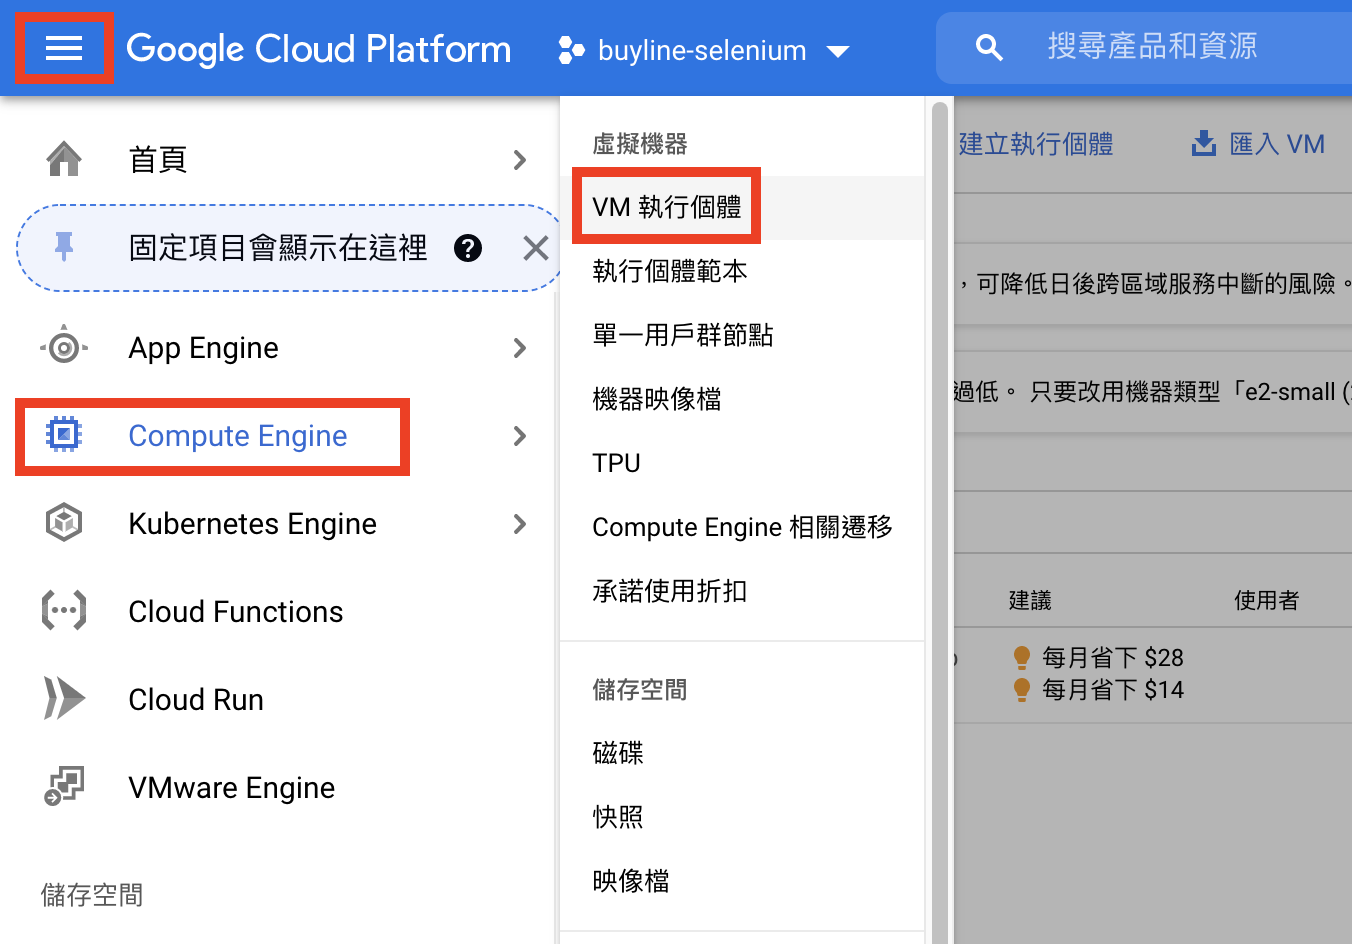 Google Cloud Platform
buyline-selenium
搜尋產品和資源
首頁
固定項目會顯示在這裡
App Engine
Compute Engine
Kubernetes Engine
Cloud Functions
Cloud Run
VMware Engine
儲存空間
虛擬機器
VM 執行個體
執行個體範本
單一用戶群節點
機器映像檔
TPU
Compute Engine 相關遷移
承諾使用折扣
儲存空間
磁碟
快照
映像檔
建立執行個體
匯入 VM
，可降低日後跨區域服務中斷的風險。
過低。 只要改用機器類型「e2-small (
建議
使用者
每月省下 $28
每月省下 $14